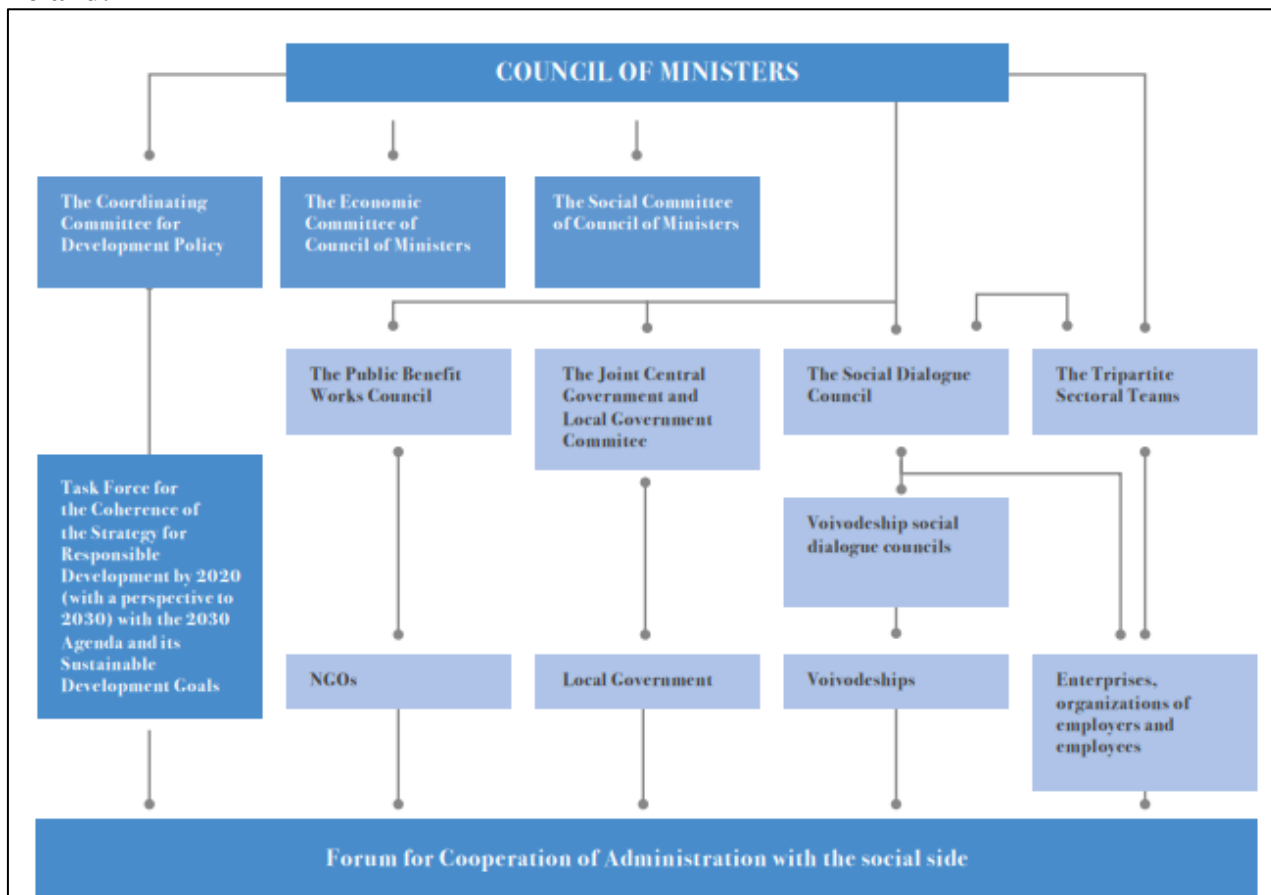 COUNCIL OF MINISTERS
The Coordinating
Committee for
Development Policy
The Economic
Committee of
Council of Ministers
The Social Committee
of Council of Ministers
The Public Benefit
Works Council
The Joint Central
Government and
Local Government
Commitee
The Social Dialogue
Council
The Tripartite
Sectoral Teams
Task Force for
the Coherence of
the Strategy for
Responsible
Development by 2020
(with a perspective to
2030) with the 2030
Agenda and its
Sustainable
Development Goals
Voivodeship social
dialogue councils
NGOs
Local Government
Voivodeships
Enterprises,
organizations of
employers and
employees
Forum for Cooperation of Administration with the social side